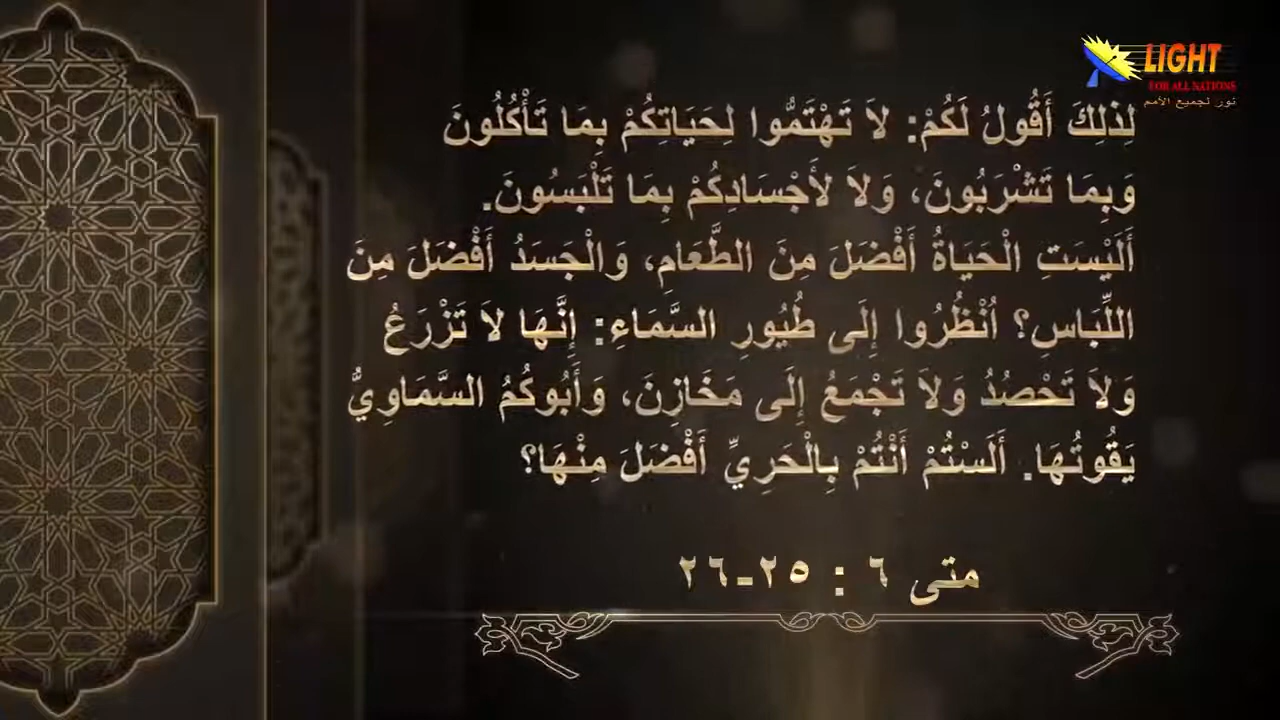 LIGHT
FOR ALL NATIONS
نور لجميع الأمم
لِذلِكَ أَقُولُ لَكُمْ: لاَ تَهْتَمُّوا لِحَيَاتِكُمْ بِمَا تَأْكُلُونَ
وَبِمَا تَشْرَبُونَ، وَلاَ لأَجْسَادِكُمْ بِمَا تَلْبَسُونَ.
أَلَيْسَتِ الْحَيَاةُ أَفْضَلَ مِنَ الطَّعَامِ، وَالْجَسَدُ أَفْضَلَ مِنَ
اللِّبَاسِ؟ اُنْظُرُوا إِلَى طُيُورِ السَّمَاءِ: إِنَّهَا لاَ تَزْرَعُ
وَلاَ تَحْصُدُ وَلاَ تَجْمَعُ إِلَى مَخَازِنَ، وَأَبُوكُمُ السَّمَاوِيُّ
يَقُوتُهَا. أَلَسْتُمْ أَنْتُمْ بِالْحَرِيِّ أَفْضَلَ مِنْهَا؟
متى ٦ : ٢٥-٢٦